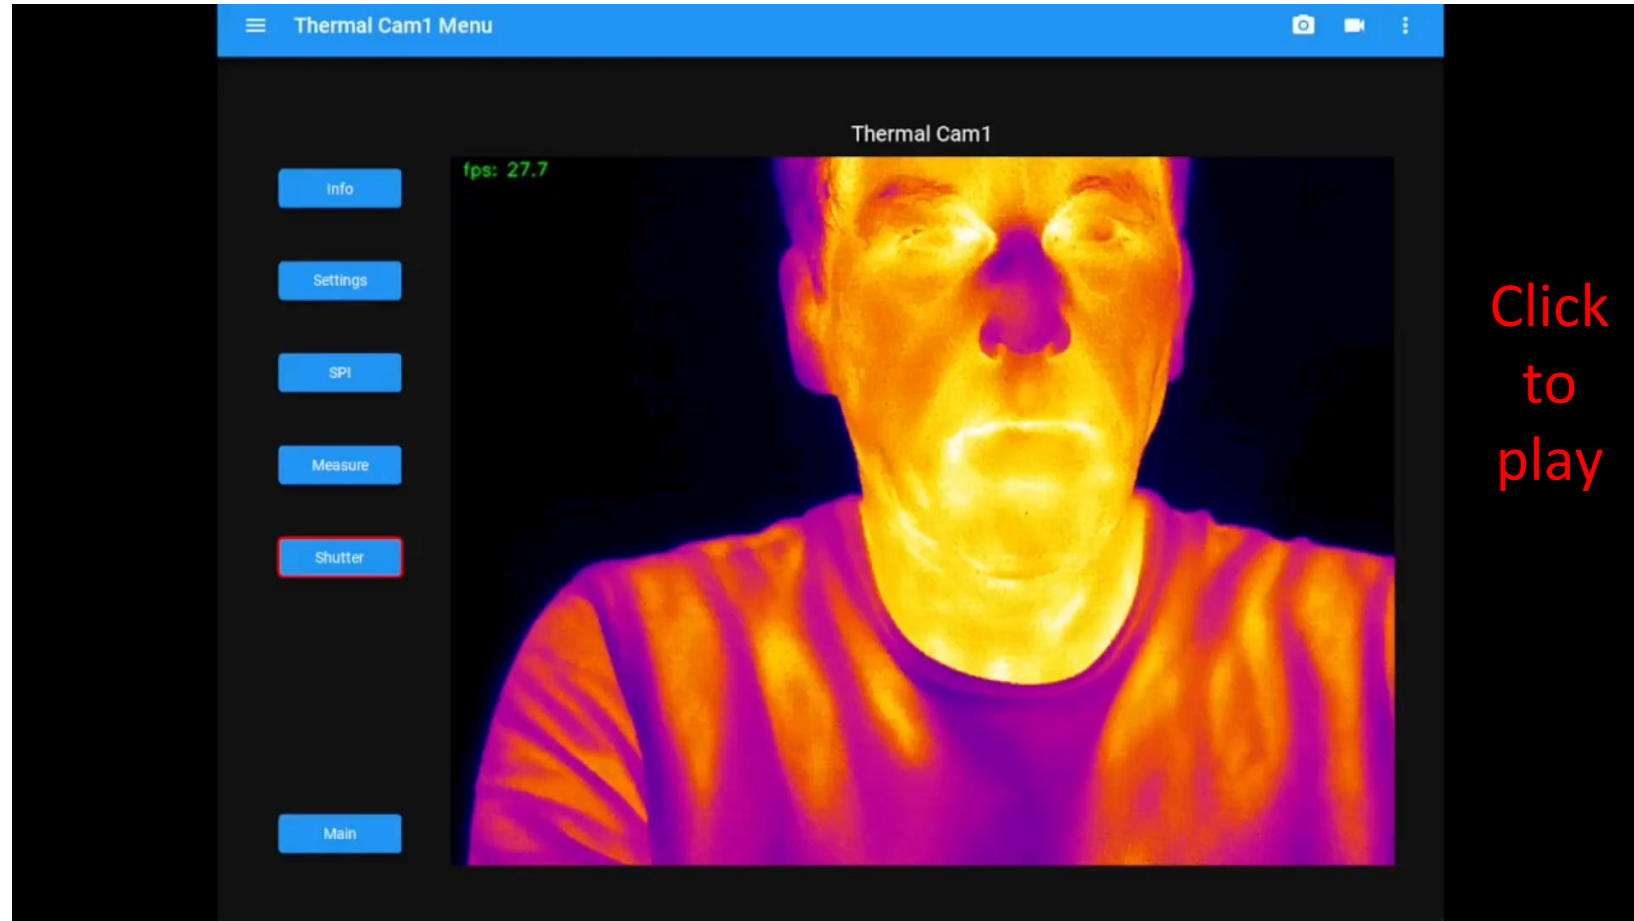 Thermal Cam1 Menu
Thermal Cam1
fps: 27.7
Info
Settings
SPI
Measure
Shutter
Main
Click
to
play